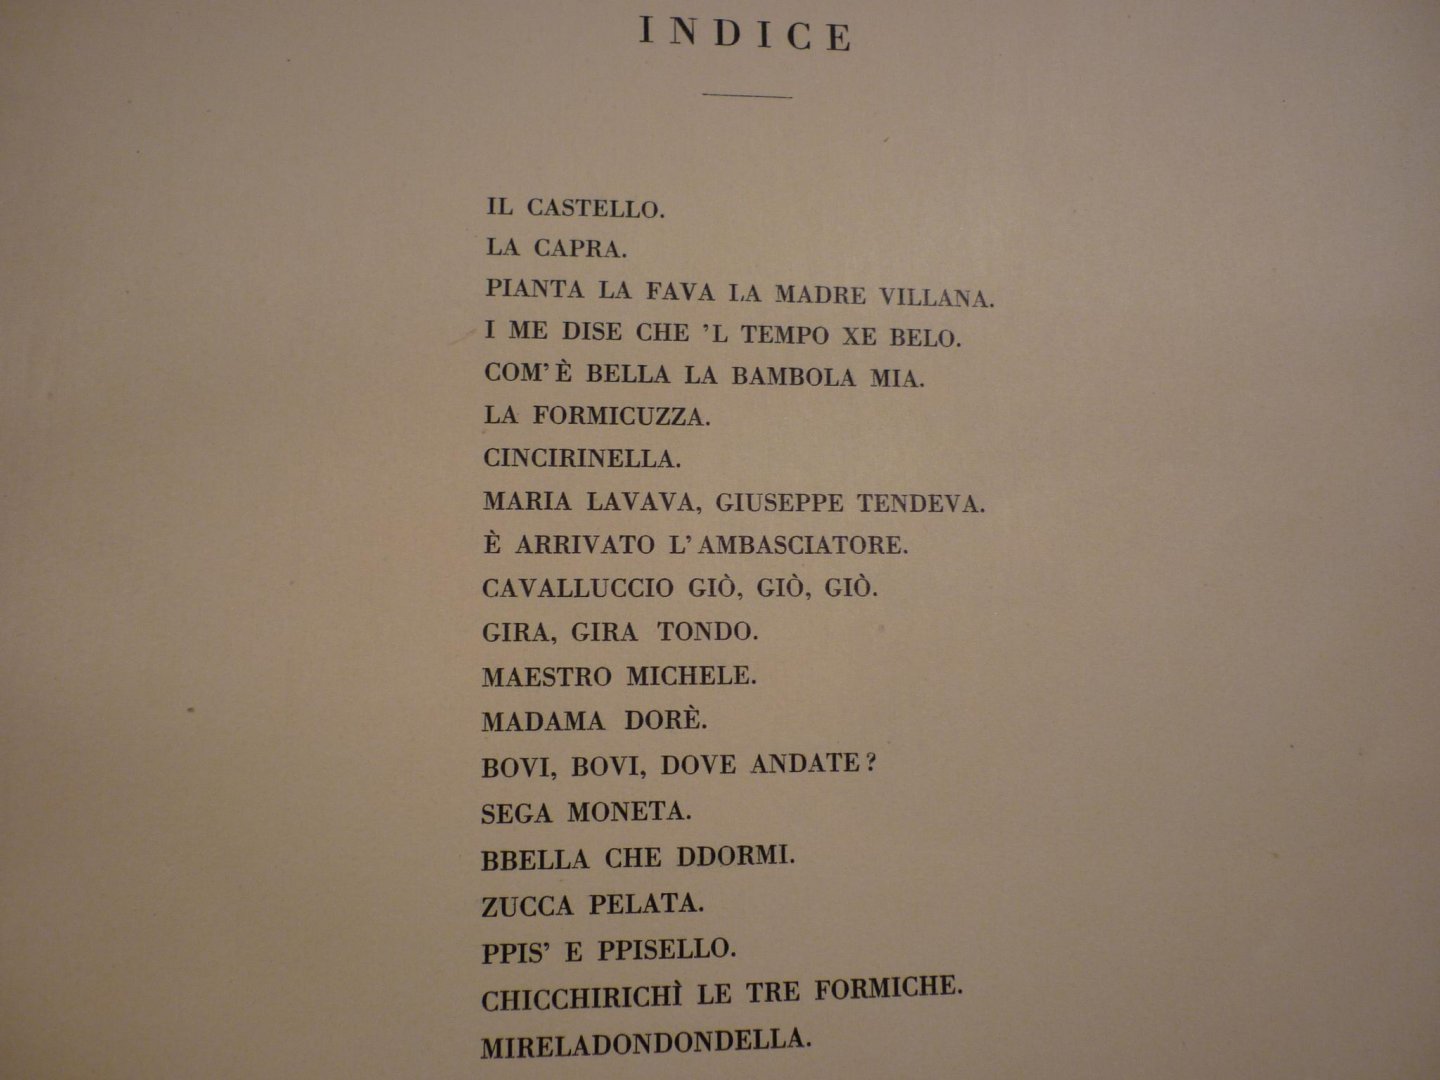 INDICE
IL CASTELLO.
LA CAPRA.
PIANTA LA FAVA LA MADRE VILLANA.
I ME DISE CHE 'L TEMPO XE BELO.
COM' È BELLA LA BAMBOLA MIA.
LA FORMICUZZA.
CINCIRINELLA.
MARIA LAVAVA, GIUSEPPE TENDEVA.
È ARRIVATO L' AMBASCIATORE.
CAVALLUCCIO GIÒ, GIÒ, GIÒ.
GIRA, GIRA TONDO.
MAESTRO MICHELE.
MADAMA DORÈ.
BOVI, BOVI, DOVE ANDATE ?
SEGA MONETA.
BBELLA CHE DDORMI.
ZUCCA PELATA.
PPIS' E PPISELLO.
CHICCHIRICHÌ LE TRE FORMICHE.
MIRELADONDONDELLA.